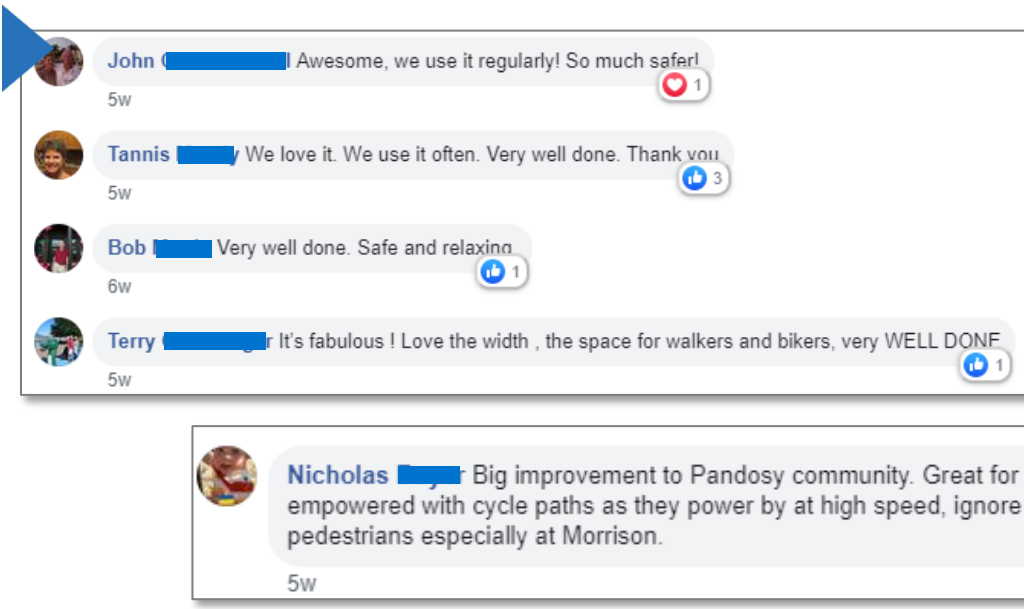 John Awesome, we use it regularly! So much safer!
1
5w
Tannis We love it. We use it often. Very well done. Thank you
3
5w
Bob Very well done. Safe and relaxing
1
6w
Terry It's fabulous ! Love the width , the space for walkers and bikers, very WELL DONE
1
5w
Nicholas Big improvement to Pandosy community. Great for
empowered with cycle paths as they power by at high speed, ignore
pedestrians especially at Morrison.
5w